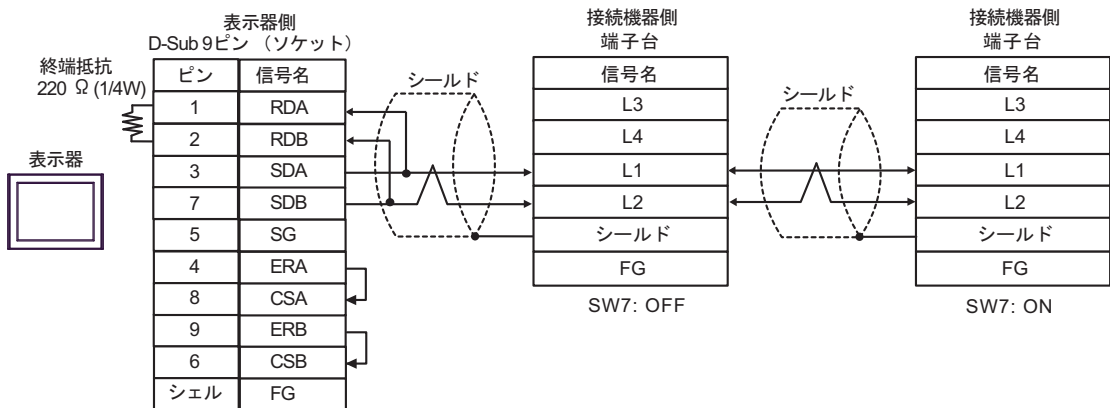 表示器側
D-Sub 9ピン （ソケット）
終端抵抗
220 Ω (1/4W)
表示器
ピン 信号名
1 RDA
2 RDB
3 SDA
7 SDB
5 SG
4 ERA
8 CSA
9 ERB
6 CSB
シェル FG
シールド
接続機器側
端子台
信号名
L3
L4
L1
L2
シールド
FG
SW7: OFF
シールド
接続機器側
端子台
信号名
L3
L4
L1
L2
シールド
FG
SW7: ON